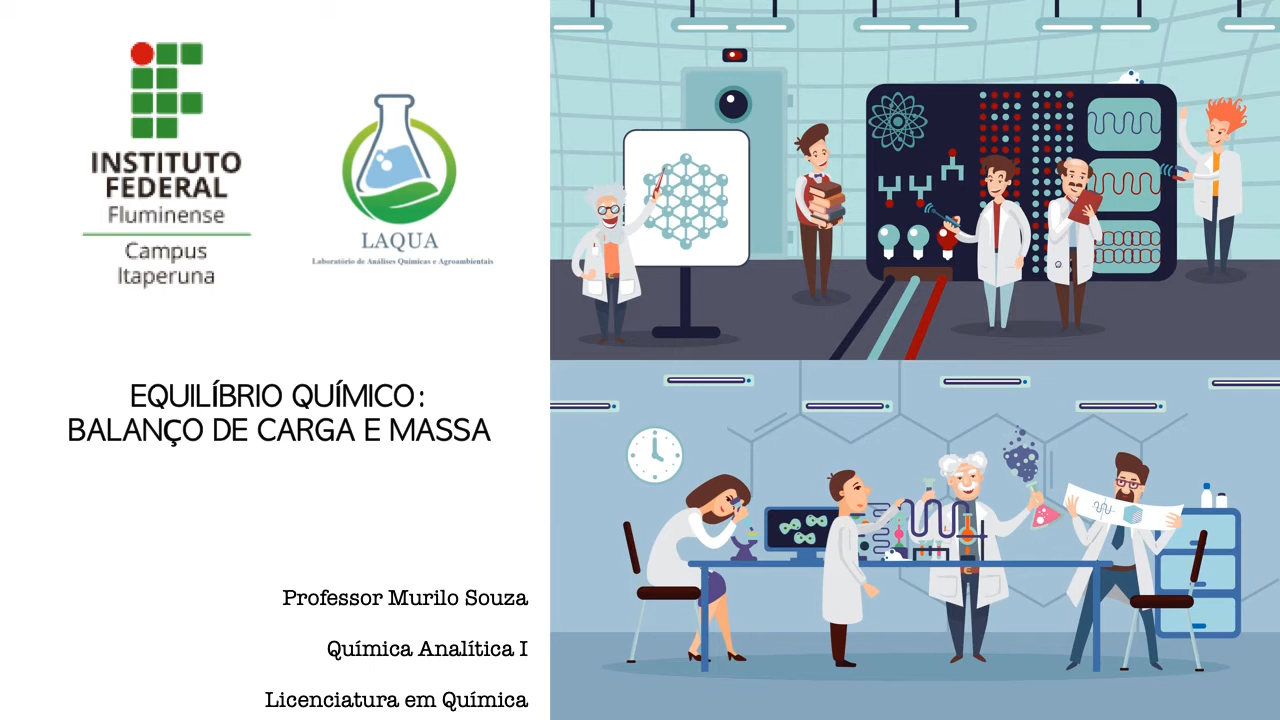 INSTITUTO
FEDERAL
Fluminense
Campus
Itaperuna
LAQUA
Laboratório de Análises Químicas e Agroambientais
EQUILÍBRIO QUÍMICO:
BALANÇO DE CARGA E MASSA
Professor Murilo Souza
Química Analítica I
Licenciatura em Química